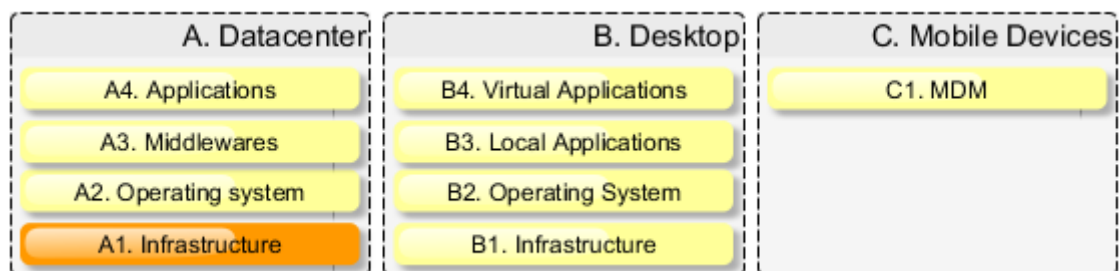 A. Datacenter
A4. Applications
A3. Middlewares
A2. Operating system
A1. Infrastructure
B. Desktop
B4. Virtual Applications
B3. Local Applications
B2. Operating System
B1. Infrastructure
C. Mobile Devices
C1. MDM